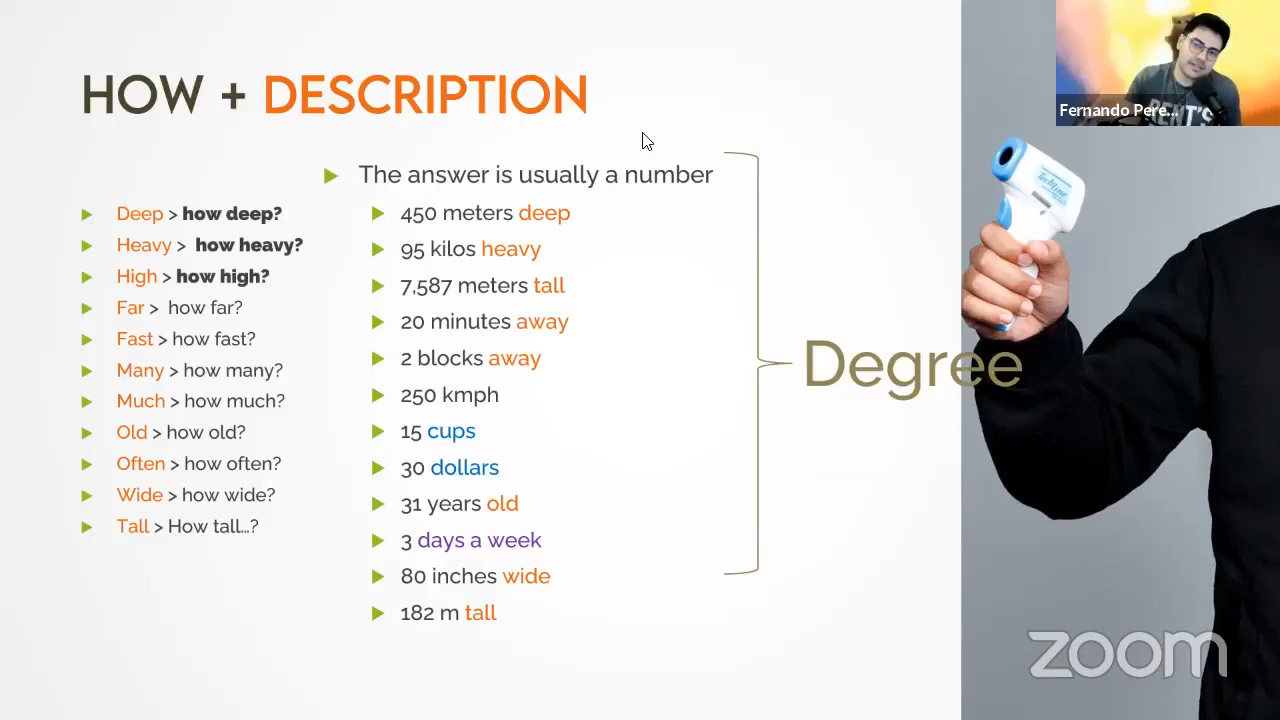 HOW + DESCRIPTION
Deep > how deep?
Heavy > how heavy?
High > how high?
Far > how far?
Fast > how fast?
Many > how many?
Much > how much?
Old > how old?
Often > how often?
Wide > how wide?
Tall > How tall...?
The answer is usually a number
450 meters deep
95 kilos heavy
7,587 meters tall
20 minutes away
2 blocks away
250 kmph
15 cups
30 dollars
31 years old
3 days a week
80 inches wide
182 m tall
Degree
Fernando Pere...
zoom